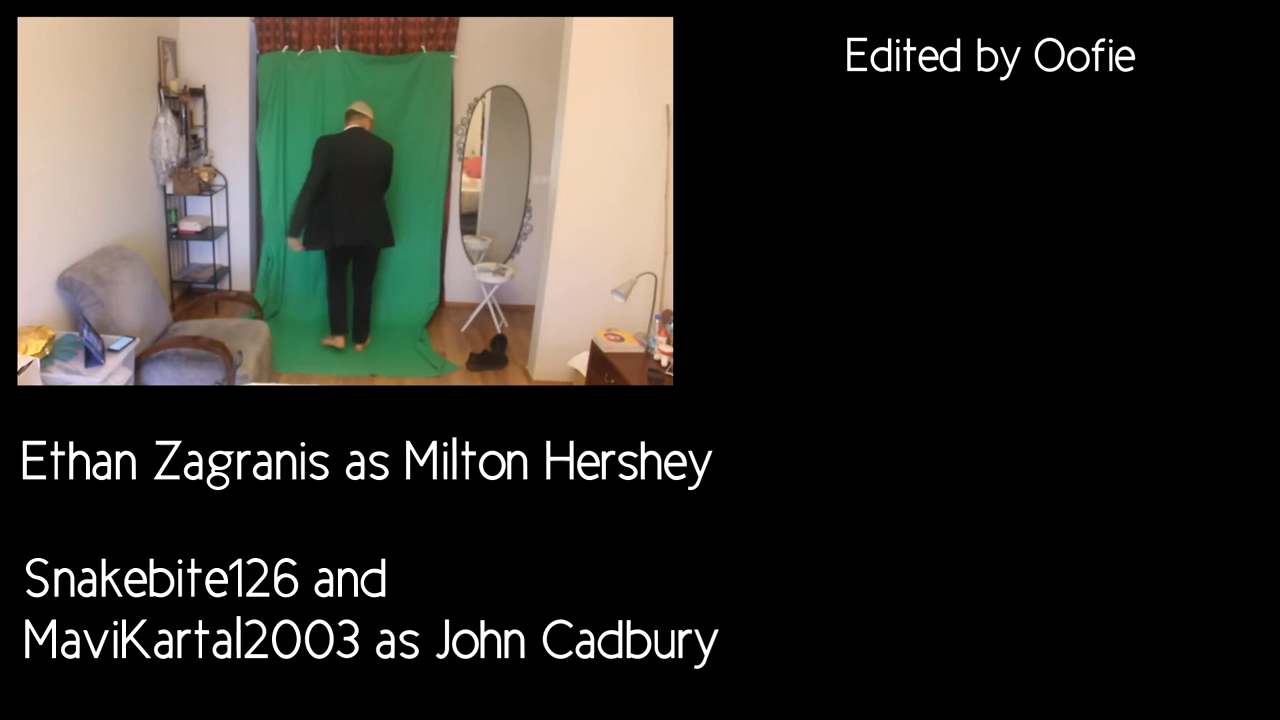 Edited by Oofie
Ethan Zagranis as Milton Hershey
Snakebite126 and
MaviKartal2003 as John Cadbury